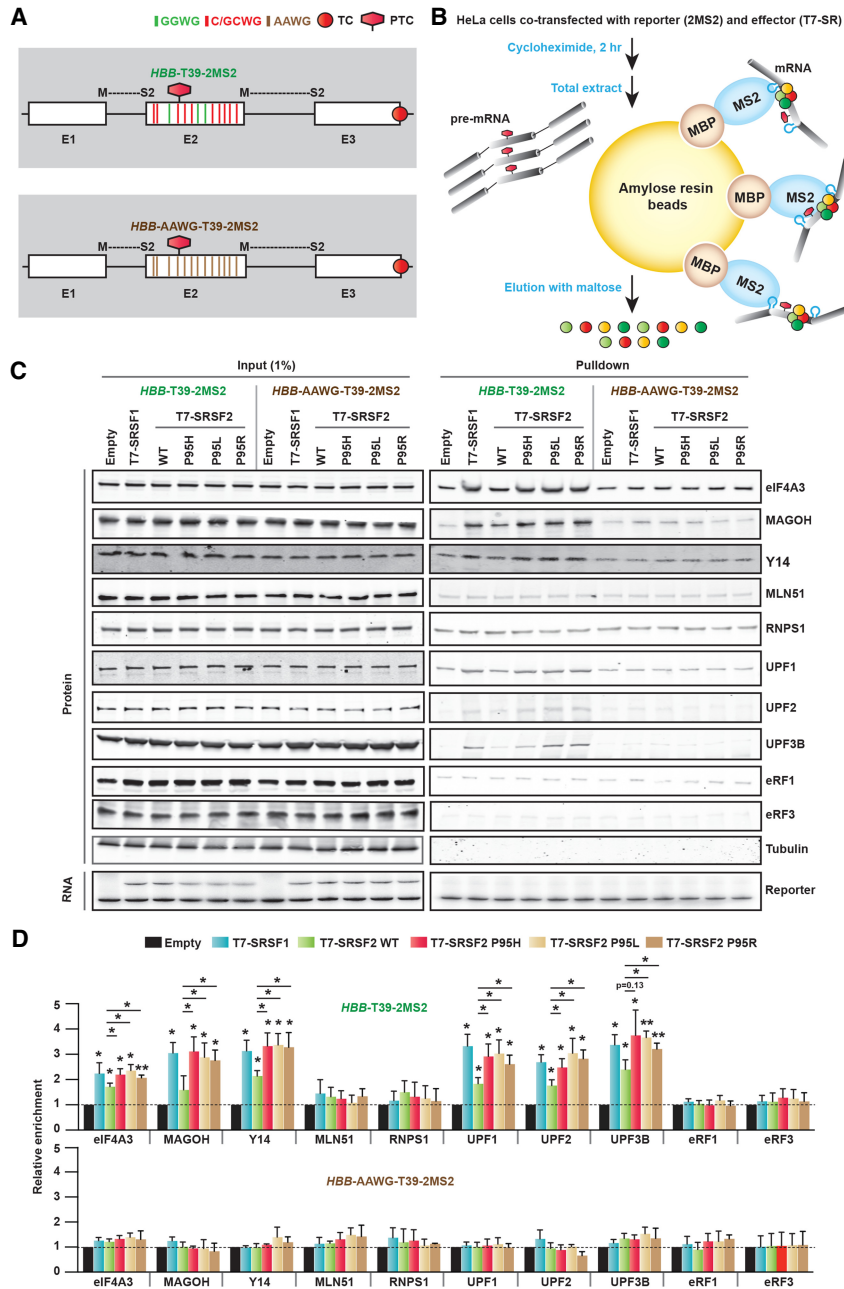 A
GGWG C/GCWG AAWG TC PTC
HBB-T39-2MS2
M--------S2 M------------S2
E1 E2 E3
HBB-AAWG-T39-2MS2
M--------S2 M------------S2
E1 E2 E3
B
HeLa cells co-transfected with reporter (2MS2) and effector (T7-SR)
Cycloheximide, 2 hr
Total extract
pre-mRNA
mRNA
MBP MS2
Amylose resin
beads
MBP MS2
MBP MS2
Elution with maltose
C
Input (1%) Pulldown
HBB-T39-2MS2 HBB-AAWG-T39-2MS2 HBB-T39-2MS2 HBB-AAWG-T39-2MS2
T7-SRSF2 T7-SRSF2 T7-SRSF2 T7-SRSF2
Empty T7-SRSF1 WT P95H P95L P95R Empty T7-SRSF1 WT P95H P95L P95R Empty T7-SRSF1 WT P95H P95L P95R Empty T7-SRSF1 WT P95H P95L P95R
Protein
eIF4A3
MAGOH
Y14
MLN51
RNPS1
UPF1
UPF2
UPF3B
eRF1
eRF3
Tubulin
RNA
Reporter
D
Empty T7-SRSF1 T7-SRSF2 WT T7-SRSF2 P95H T7-SRSF2 P95L T7-SRSF2 P95R
HBB-T39-2MS2
p=0.13
* * * * * * * * * * * * * * * * * * * * * * * * * * * * * * * * * * * * * * * * * * * * * * * * *
Relative enrichment
5
4
3
2
1
0
eIF4A3 MAGOH Y14 MLN51 RNPS1 UPF1 UPF2 UPF3B eRF1 eRF3
HBB-AAWG-T39-2MS2
5
4
3
2
1
0
eIF4A3 MAGOH Y14 MLN51 RNPS1 UPF1 UPF2 UPF3B eRF1 eRF3